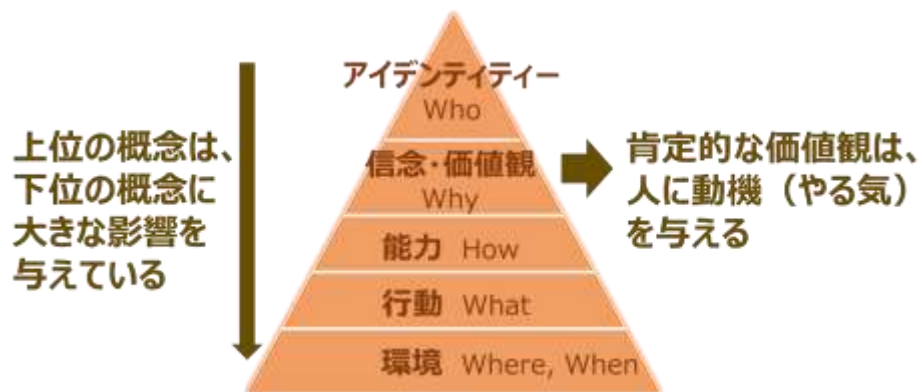 上位の概念は、
下位の概念に
大きな影響を
与えている
アイデンティティー
Who
信念・価値観
Why
能力 How
行動 What
環境 Where, When
肯定的な価値観は、
人に動機（やる気）
を与える